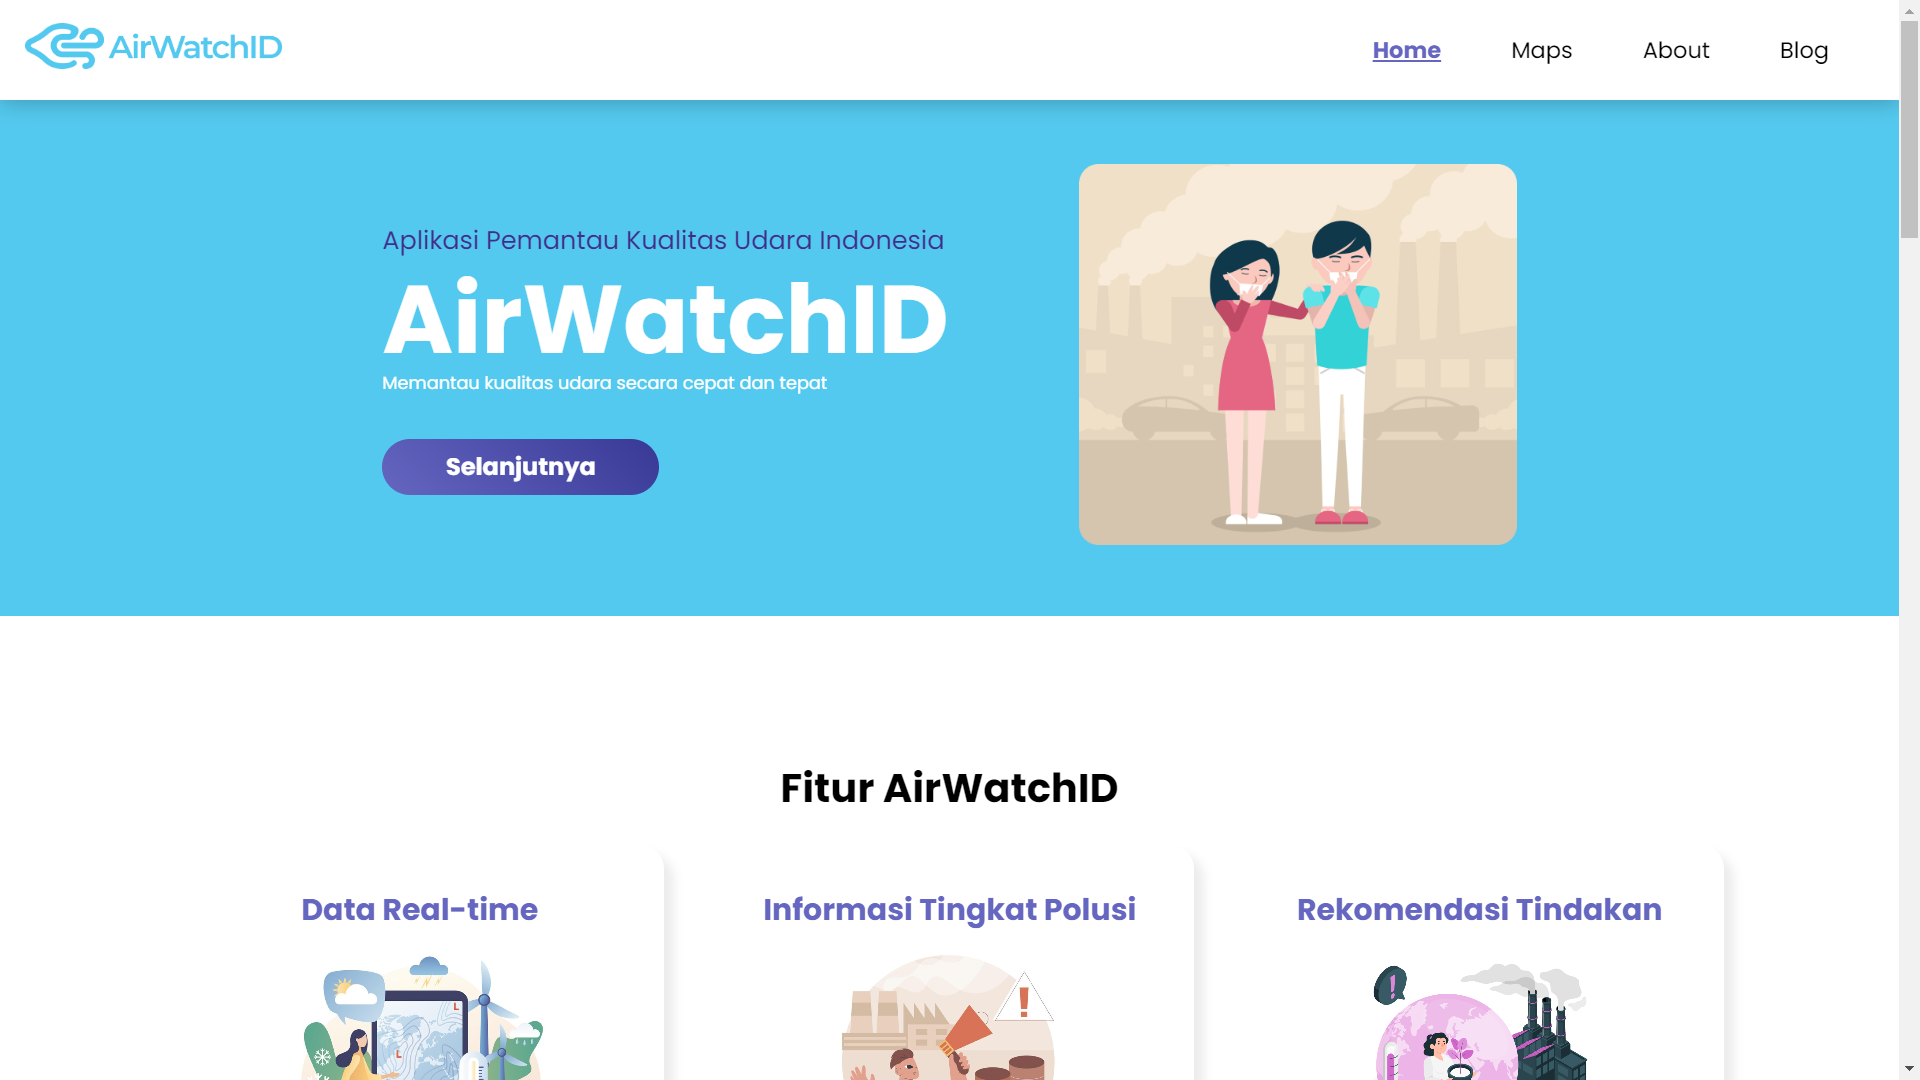 AirWatchID
Home
Maps
About
Blog
Aplikasi Pemantau Kualitas Udara Indonesia
AirWatchID
Memantau kualitas udara secara cepat dan tepat
Selanjutnya
Fitur AirWatchID
Data Real-time
Informasi Tingkat Polusi
Rekomendasi Tindakan
L
L